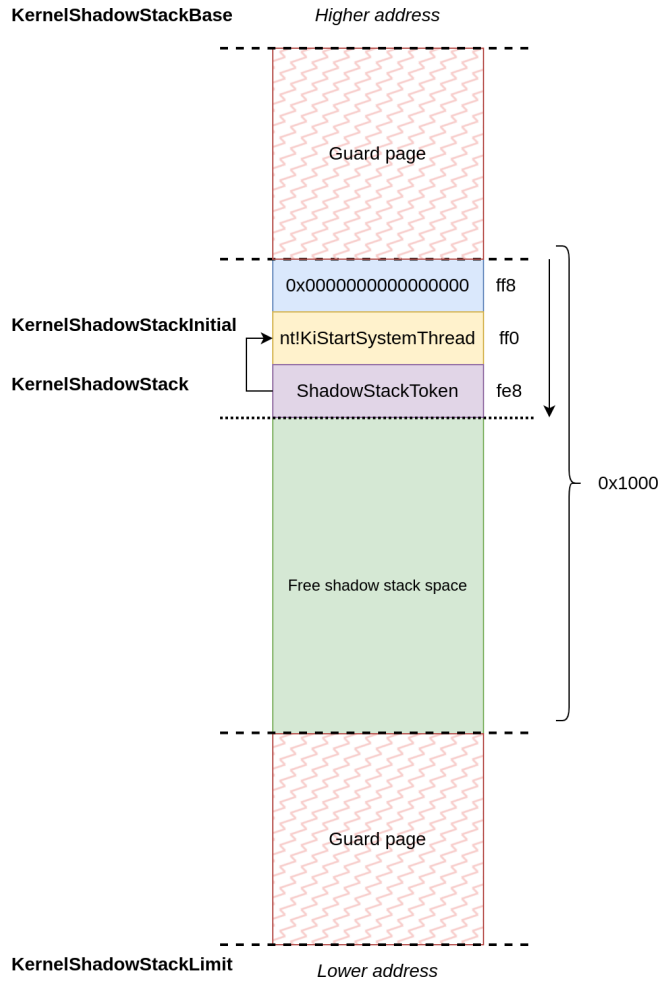 KernelShadowStackBase
Higher address
Guard page
0x0000000000000000
ff8
KernelShadowStackInitial
nt!KiStartSystemThread
ff0
KernelShadowStack
ShadowStackToken
fe8
0x1000
Free shadow stack space
Guard page
KernelShadowStackLimit
Lower address